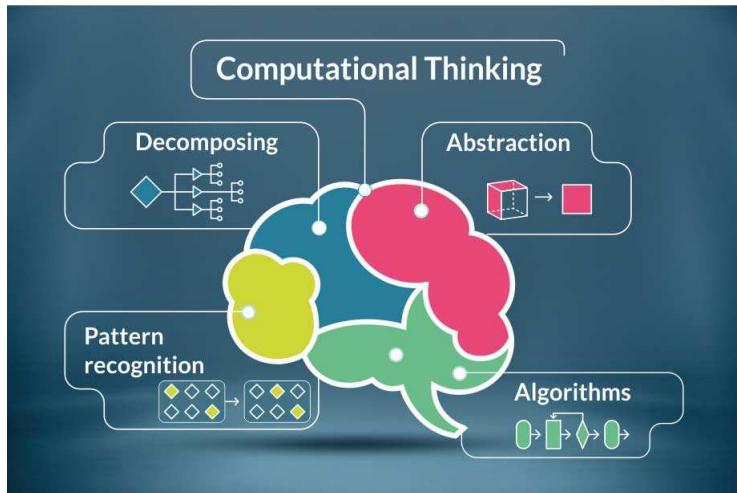 Computational Thinking
Decomposing
Abstraction
Pattern
recognition
Algorithms